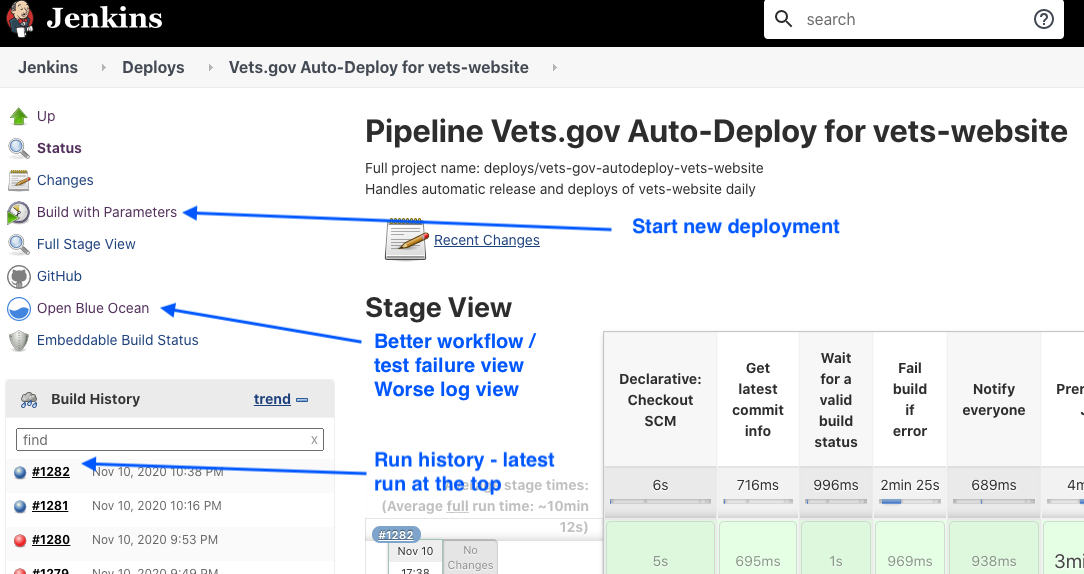 Jenkins
search
Jenkins
Deploys
Vets.gov Auto-Deploy for vets-website
Up
Status
Changes
Build with Parameters
Full Stage View
GitHub
Open Blue Ocean
Embeddable Build Status
Pipeline Vets.gov Auto-Deploy for vets-website
Full project name: deploys/vets-gov-autodeploy-vets-website
Handles automatic release and deploys of vets-website daily
Start new deployment
Recent Changes
Stage View
Better workflow /
test failure view
Worse log view
Build History
trend
find
x
#1282
Nov 10, 2020 10:38 PM
#1281
Nov 10, 2020 10:16 PM
#1280
Nov 10, 2020 9:53 PM
#1279
Nov 10, 2020 9:49 PM
Run history - latest
run at the top
stage times:
(Average full run time: ~10min
12s)
Declarative:
Checkout
SCM
Get
latest
commit
info
Wait
for a
valid
build
status
Fail
build
if
error
Notify
everyone
6s
716ms
996ms
2min 25s
689ms
#1282
Nov 10
17:38
No
Changes
5s
695ms
1s
969ms
938ms